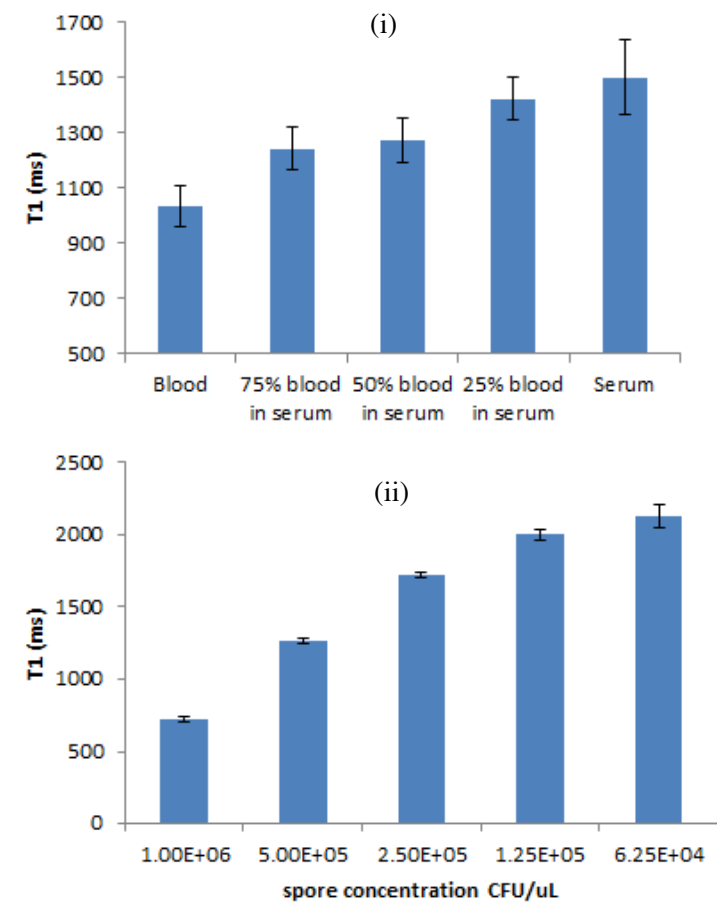 (i)
1700
1500
1300
1100
900
700
500
T1 (ms)
Blood 75% blood 50% blood 25% blood Serum
in serum in serum in serum
(ii)
2500
2000
1500
1000
500
0
T1 (ms)
1.00E+06 5.00E+05 2.50E+05 1.25E+05 6.25E+04
spore concentration CFU/uL